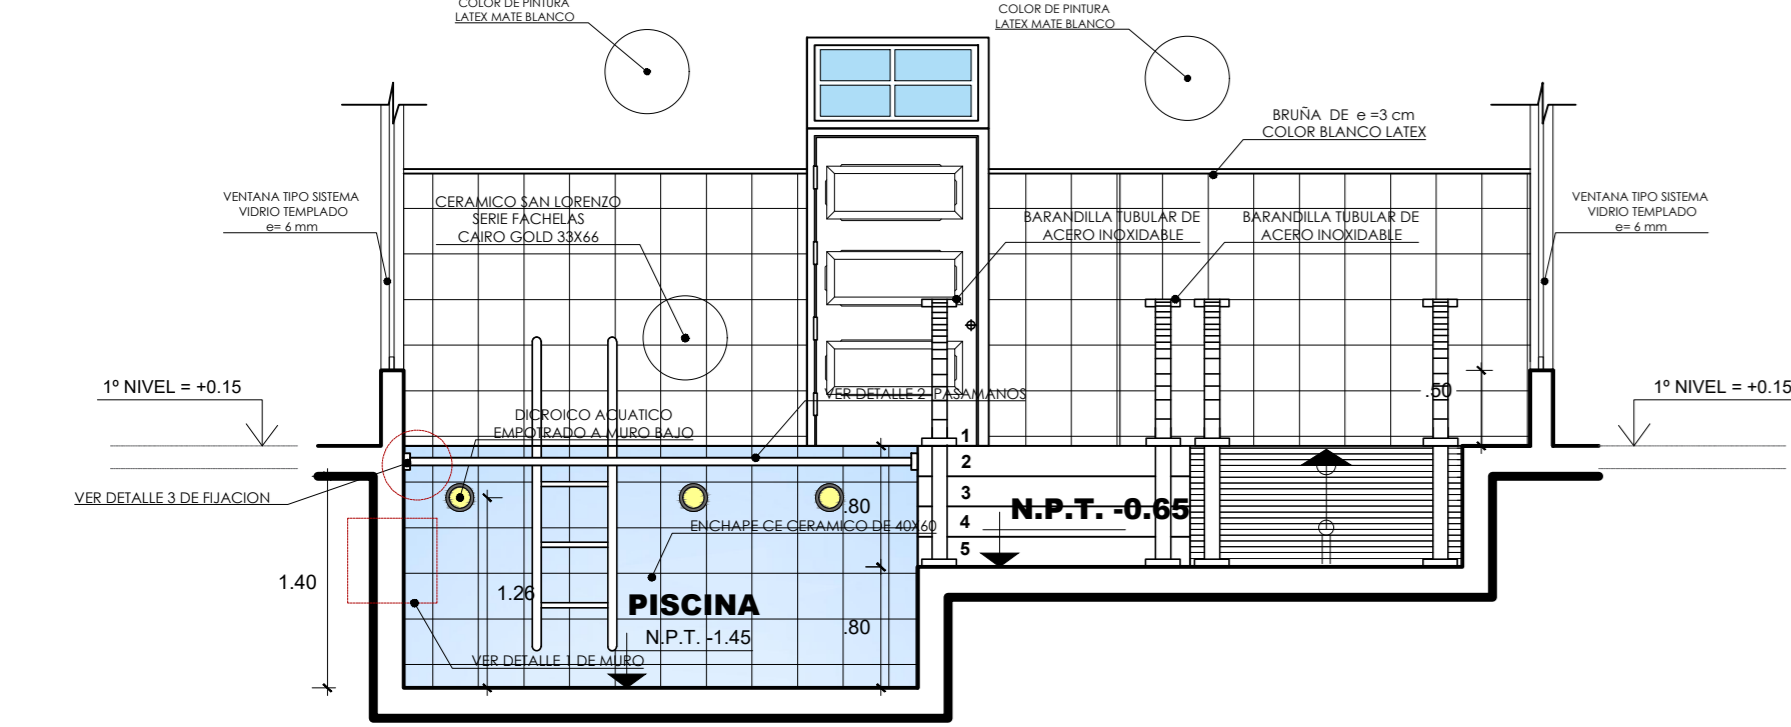 COLOR DE PINTURA
LATEX MATE BLANCO
COLOR DE PINTURA
LATEX MATE BLANCO
BRUÑA DE e =3 cm
COLOR BLANCO LATEX
VENTANA TIPO SISTEMA
VIDRIO TEMPLADO
e= 6 mm
CERAMICO SAN LORENZO
SERIE FACHELAS
CAIRO GOLD 33X66
BARANDILLA TUBULAR DE
ACERO INOXIDABLE
BARANDILLA TUBULAR DE
ACERO INOXIDABLE
VENTANA TIPO SISTEMA
VIDRIO TEMPLADO
e= 6 mm
1º NIVEL = +0.15
VER DETALLE 2 PASAMANOS
.50
1º NIVEL = +0.15
DICROICO ACUATICO
EMPOTRADO A MURO BAJO
1
2
3
4
5
VER DETALLE 3 DE FIJACION
.80
N.P.T. -0.65
ENCHAPE CE CERAMICO DE 40X60
1.40
1.26
PISCINA
N.P.T. -1.45
.80
VER DETALLE 1 DE MURO